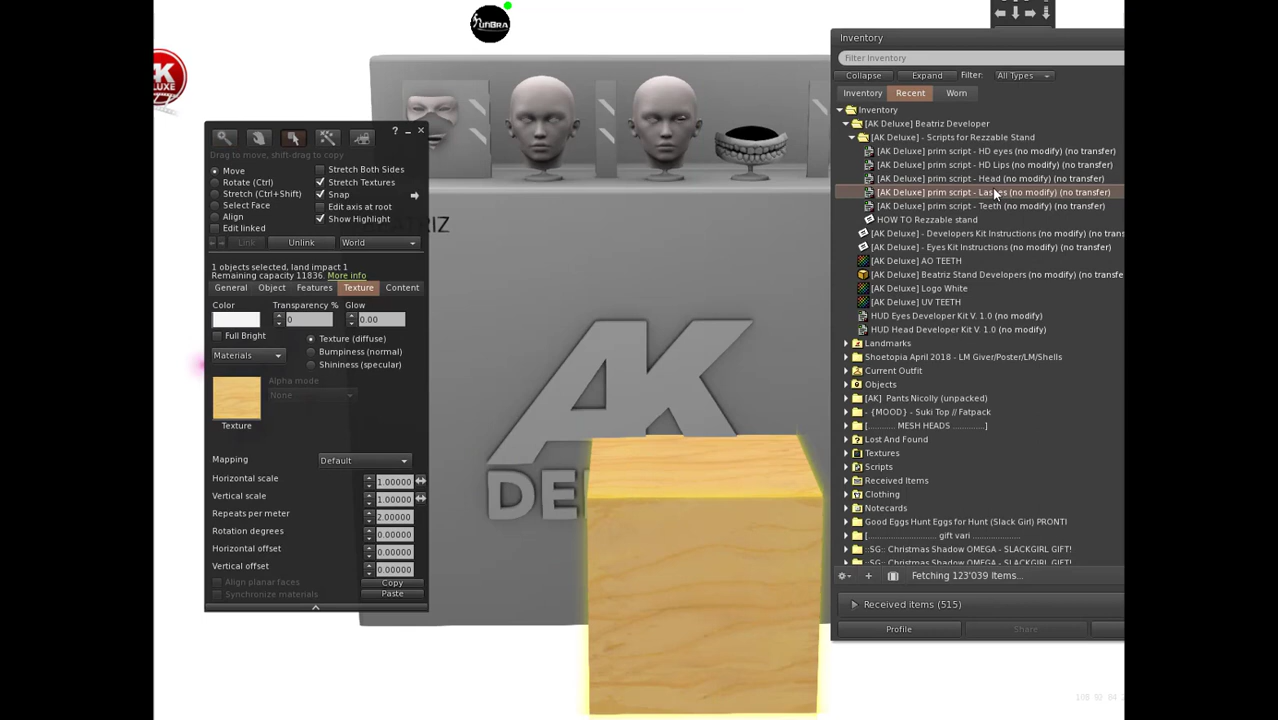 unBra
K
LUXE
Drag to move, shift-drag to copy
?
Move
Rotate (Ctrl)
Stretch (Ctrl+Shift)
Select Face
Align
Edit linked
Stretch Both Sides
Stretch Textures
Snap
Edit axis at root
Show Highlight
Link
Unlink
World
1 objects selected, land impact 1
Remaining capacity 11836. More info
General
Object
Features
Texture
Content
Color
Transparency %
Glow
0
0.00
Full Bright
Texture (diffuse)
Bumpiness (normal)
Shininess (specular)
Materials
Alpha mode
None
Texture
Mapping
Default
Horizontal scale
1.00000
Vertical scale
1.00000
Repeats per meter
2.00000
Rotation degrees
0.00000
Horizontal offset
0.00000
Vertical offset
0.00000
Align planar faces
Synchronize materials
Copy
Paste
RIZ
AK
DE
Inventory
Filter Inventory
Collapse
Expand
Filter:
All Types
Inventory
Recent
Worn
Inventory
[AK Deluxe] Beatriz Developer
[AK Deluxe] - Scripts for Rezzable Stand
[AK Deluxe] prim script - HD eyes (no modify) (no transfer)
[AK Deluxe] prim script - HD Lips (no modify) (no transfer)
[AK Deluxe] prim script - Head (no modify) (no transfer)
[AK Deluxe] prim script - Lashes (no modify) (no transfer)
[AK Deluxe] prim script - Teeth (no modify) (no transfer)
HOW TO Rezzable stand
[AK Deluxe] - Developers Kit Instructions (no modify) (no trans
[AK Deluxe] - Eyes Kit Instructions (no modify) (no transfer)
[AK Deluxe] AO TEETH
[AK Deluxe] Beatriz Stand Developers (no modify) (no transfe
[AK Deluxe] Logo White
[AK Deluxe] UV TEETH
HUD Eyes Developer Kit V. 1.0 (no modify)
HUD Head Developer Kit V. 1.0 (no modify)
Landmarks
Shoetopia April 2018 - LM Giver/Poster/LM/Shells
Current Outfit
Objects
[AK] Pants Nicolly (unpacked)
- {MOOD} - Suki Top // Fatpack
[............ MESH HEADS ..............]
Lost And Found
Textures
Scripts
Received Items
Clothing
Notecards
Good Eggs Hunt Eggs for Hunt (Slack Girl) PRONTI
[............................ gift vari ......................
::SG:: Christmas Shadow OMEGA - SLACKGIRL GIFT!
::SG:: Christmas Shadow OMEGA - SLACKGIRL GIFT!
Fetching 123'039 Items...
Received items (515)
Profile
Share